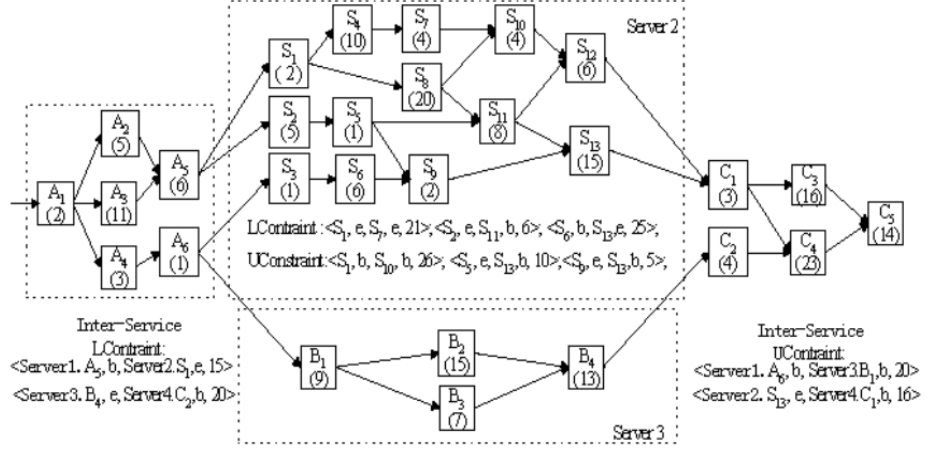 Server 2
S4
(10)
S7
(4)
S10
(4)
S1
( 2)
S12
(6)
S8
(20)
A2
(5)
S2
(5)
S5
(1)
S11
(8)
A5
(6)
S13
(15)
A1
(2)
A3
(11)
S3
(1)
S6
(6)
S9
(2)
C1
(3)
C3
(16)
C5
(14)
A4
(3)
A6
(1)
C2
(4)
C4
(23)
LContraint:<S1, e, S7, e, 21>; <S2, e, S11, b, 6>; <S6, b, S13, e, 25>;
UConstraint:<S1, b, S10, b, 26>; <S5, e, S13, b, 10>;<S9, e, S13, b, 5>;
Inter-Service
LContraint:
<Server1. A5, b, Server2.S1, e, 15>
<Server3. B4, e, Server4.C2, b, 20>
B1
(9)
B2
(15)
B3
(7)
B4
(13)
Server 3
Inter-Service
UContraint:
<Server1. A6, b, Server3.B1, b, 20>
<Server2. S13, e, Server4.C1, b, 16>